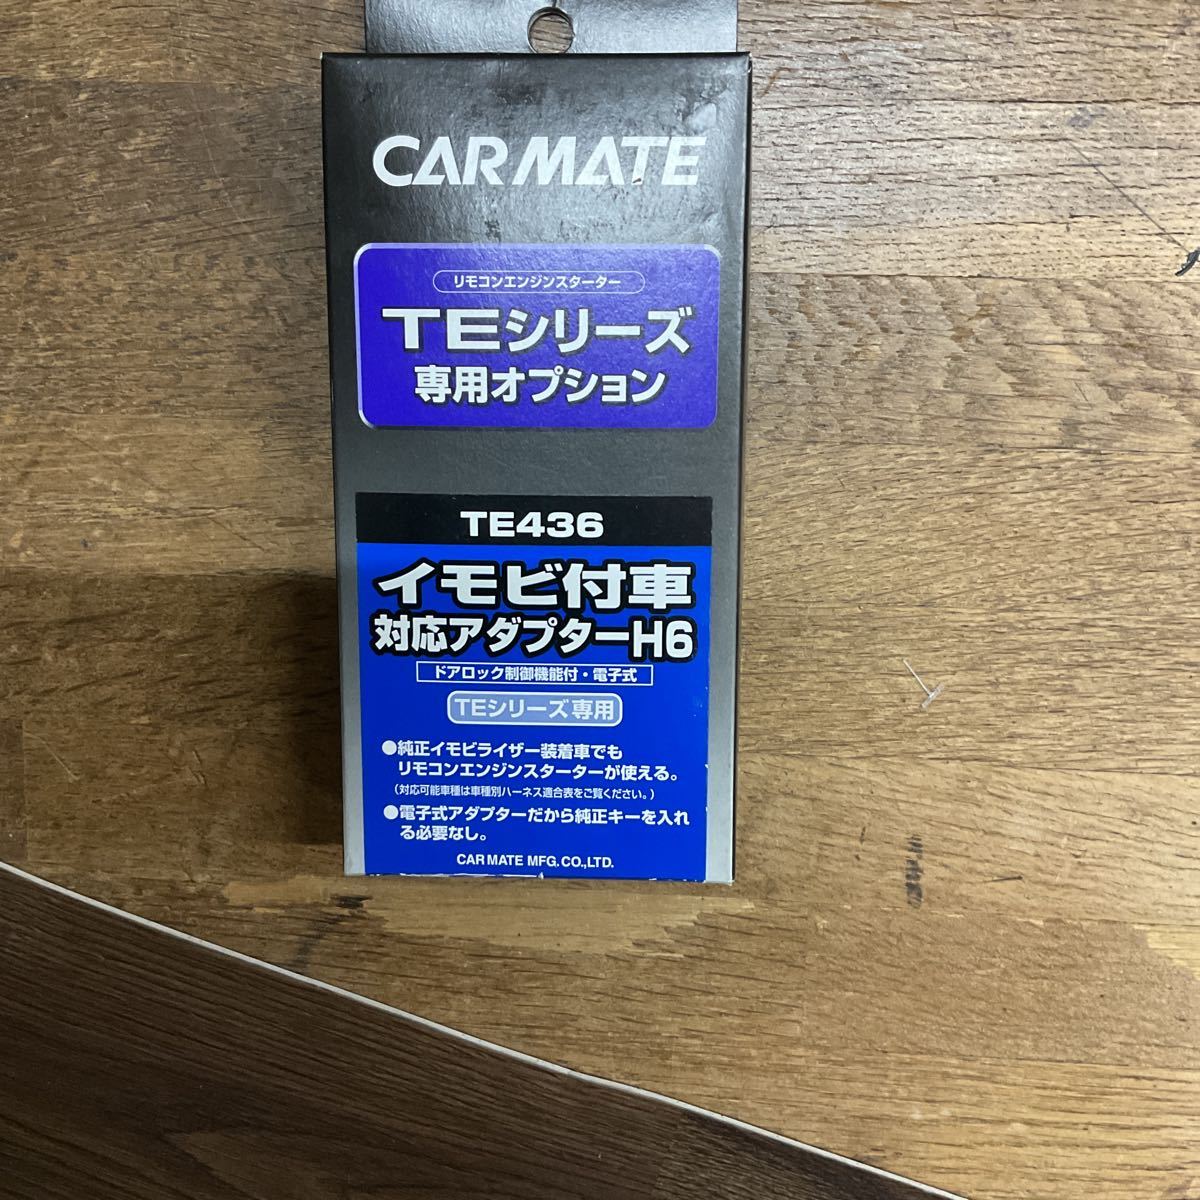 CARMATE
リモコンエンジンスターター
TEシリーズ
専用オプション
TE436
イモビ付車
対応アダプターH6
ドアロック制御機能付・電子式
TEシリーズ専用
●純正イモビライザー装着車でも
リモコンエンジンスターターが使える。
(対応可能車種は車種別ハーネス適合表をご覧ください。)
●電子式アダプターだから純正キーを入れ
る必要なし。
CAR MATE MFG. CO.,LTD.